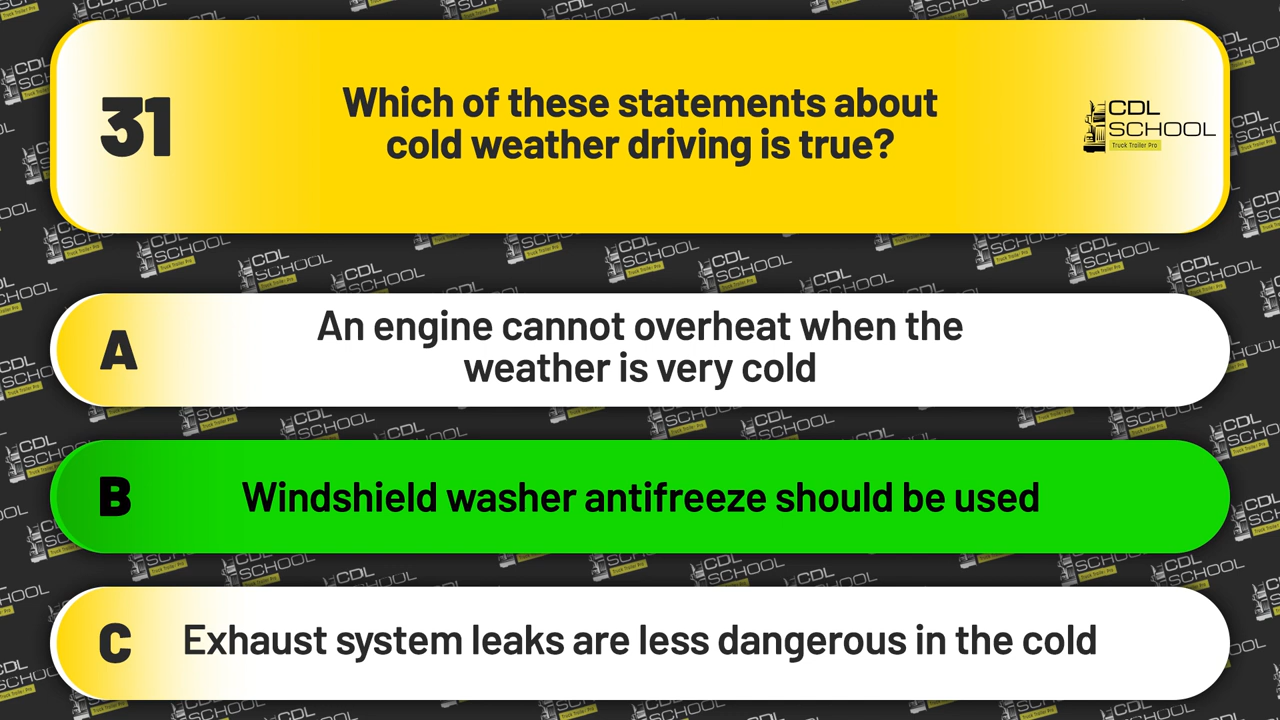 31
Which of these statements about
cold weather driving is true?
CDL
SCHOOL
Truck Trailer Pro
A
An engine cannot overheat when the
weather is very cold
B
Windshield washer antifreeze should be used
C
Exhaust system leaks are less dangerous in the cold